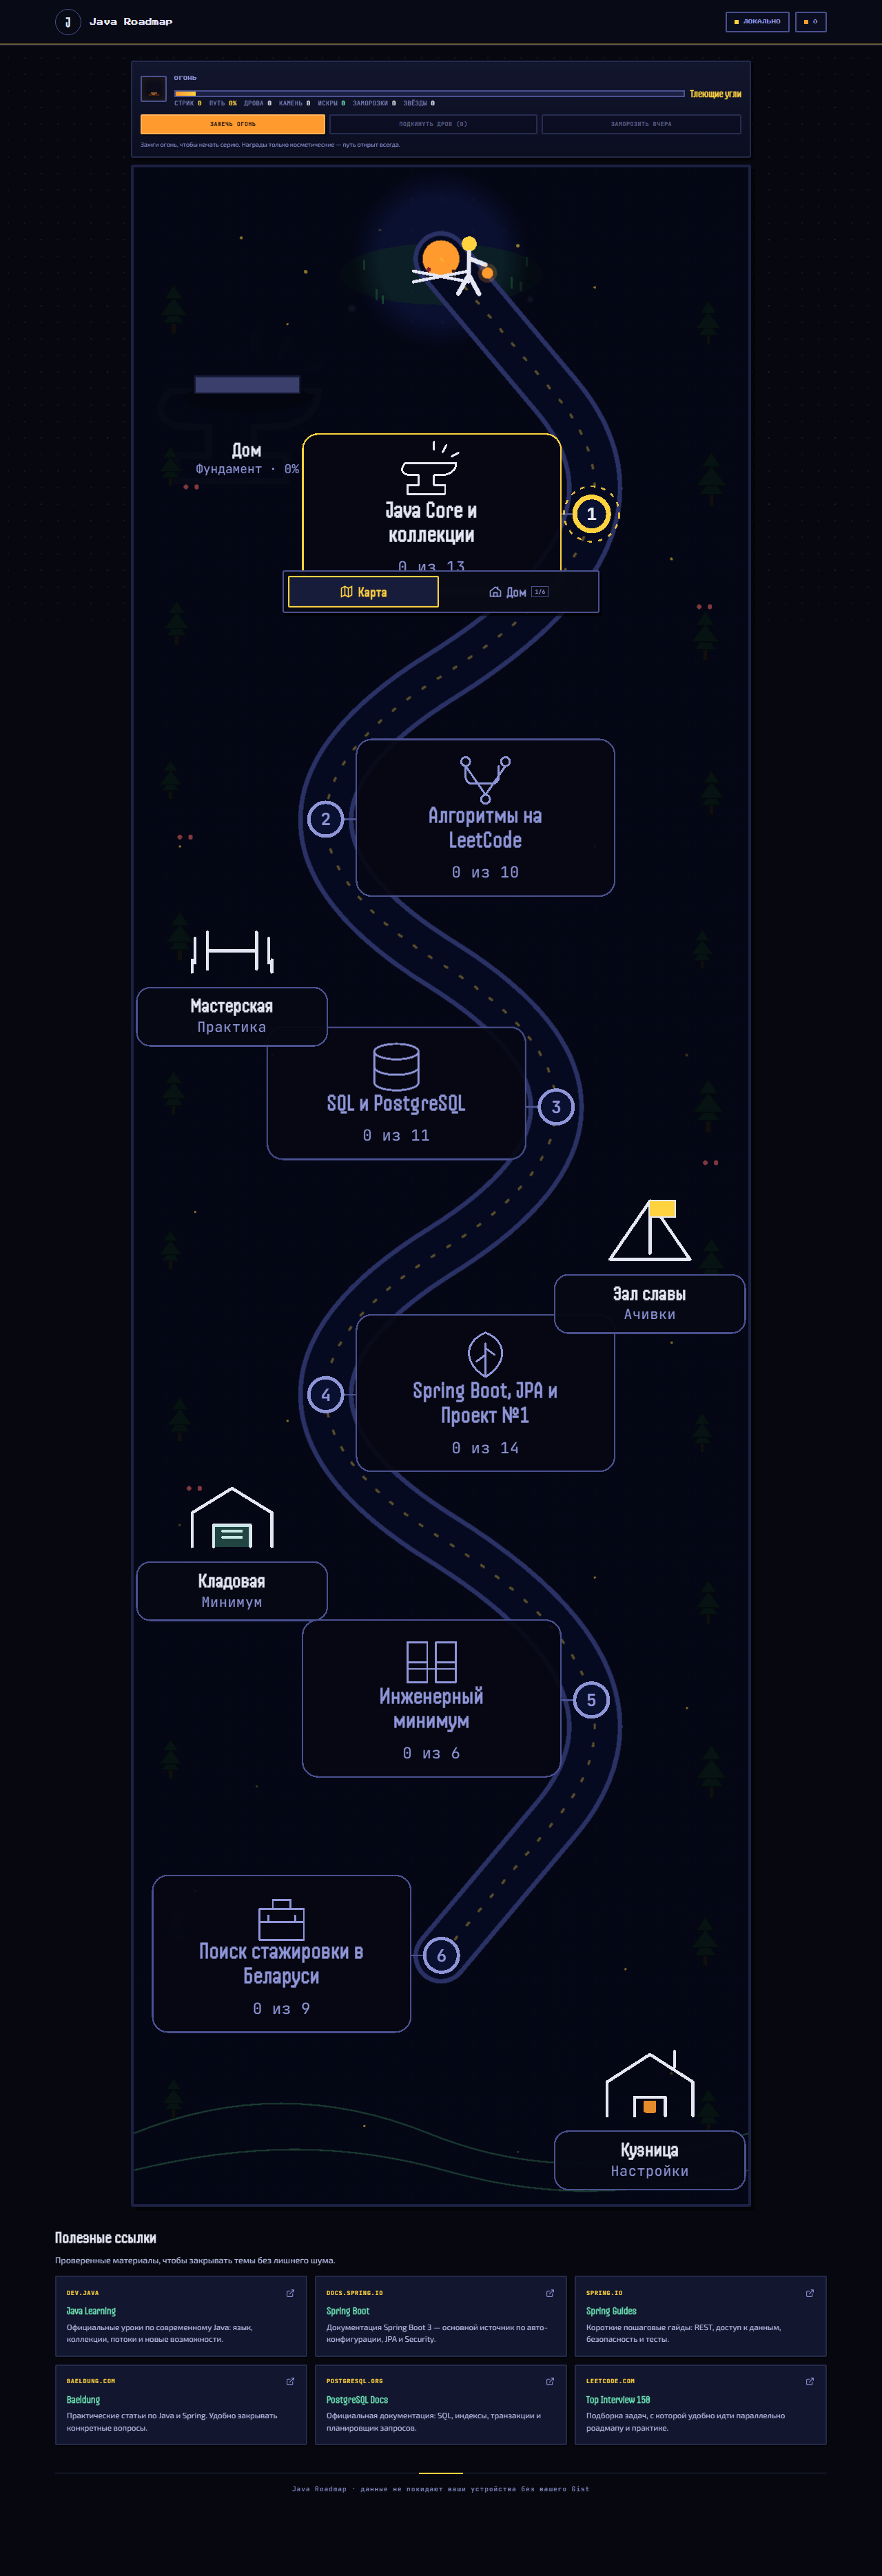 J
Java Roadmap
ЛОКАЛЬНО
0
ОГОНЬ
Тлеющие угли
СТРИК 0 ПУТЬ 0% ДРОВА 0 КАМЕНЬ 0 ИСКРЫ 0 ЗАМОРОЗКИ 0 ЗВЁЗДЫ 0
ЗАЖЕЧЬ ОГОНЬ
ПОДКИНУТЬ ДРОВ (0)
ЗАМОРОЗИТЬ ВЧЕРА
Зажги огонь, чтобы начать серию. Награды только косметические — путь открыт всегда.
Дом
Фундамент · 0%
Java Core и
коллекции
0 из 13
1
Карта
Дом 1/6
2
Алгоритмы на
LeetCode
0 из 10
Мастерская
Практика
SQL и PostgreSQL
0 из 11
3
Зал славы
Ачивки
4
Spring Boot, JPA и
Проект №1
0 из 14
Кладовая
Минимум
Инженерный
минимум
0 из 6
5
Поиск стажировки в
Беларуси
0 из 9
6
Кузница
Настройки
Полезные ссылки
Проверенные материалы, чтобы закрывать темы без лишнего шума.
DEV.JAVA
Java Learning
Официальные уроки по современному Java: язык,
коллекции, потоки и новые возможности.
DOCS.SPRING.IO
Spring Boot
Документация Spring Boot 3 — основной источник по авто-
конфигурации, JPA и Security.
SPRING.IO
Spring Guides
Короткие пошаговые гайды: REST, доступ к данным,
безопасность и тесты.
BAELDUNG.COM
Baeldung
Практические статьи по Java и Spring. Удобно закрывать
конкретные вопросы.
POSTGRESQL.ORG
PostgreSQL Docs
Официальная документация: SQL, индексы, транзакции и
планировщик запросов.
LEETCODE.COM
Top Interview 150
Подборка задач, с которой удобно идти параллельно
роадмапу и практике.
Java Roadmap · данные не покидают ваши устройства без вашего Gist